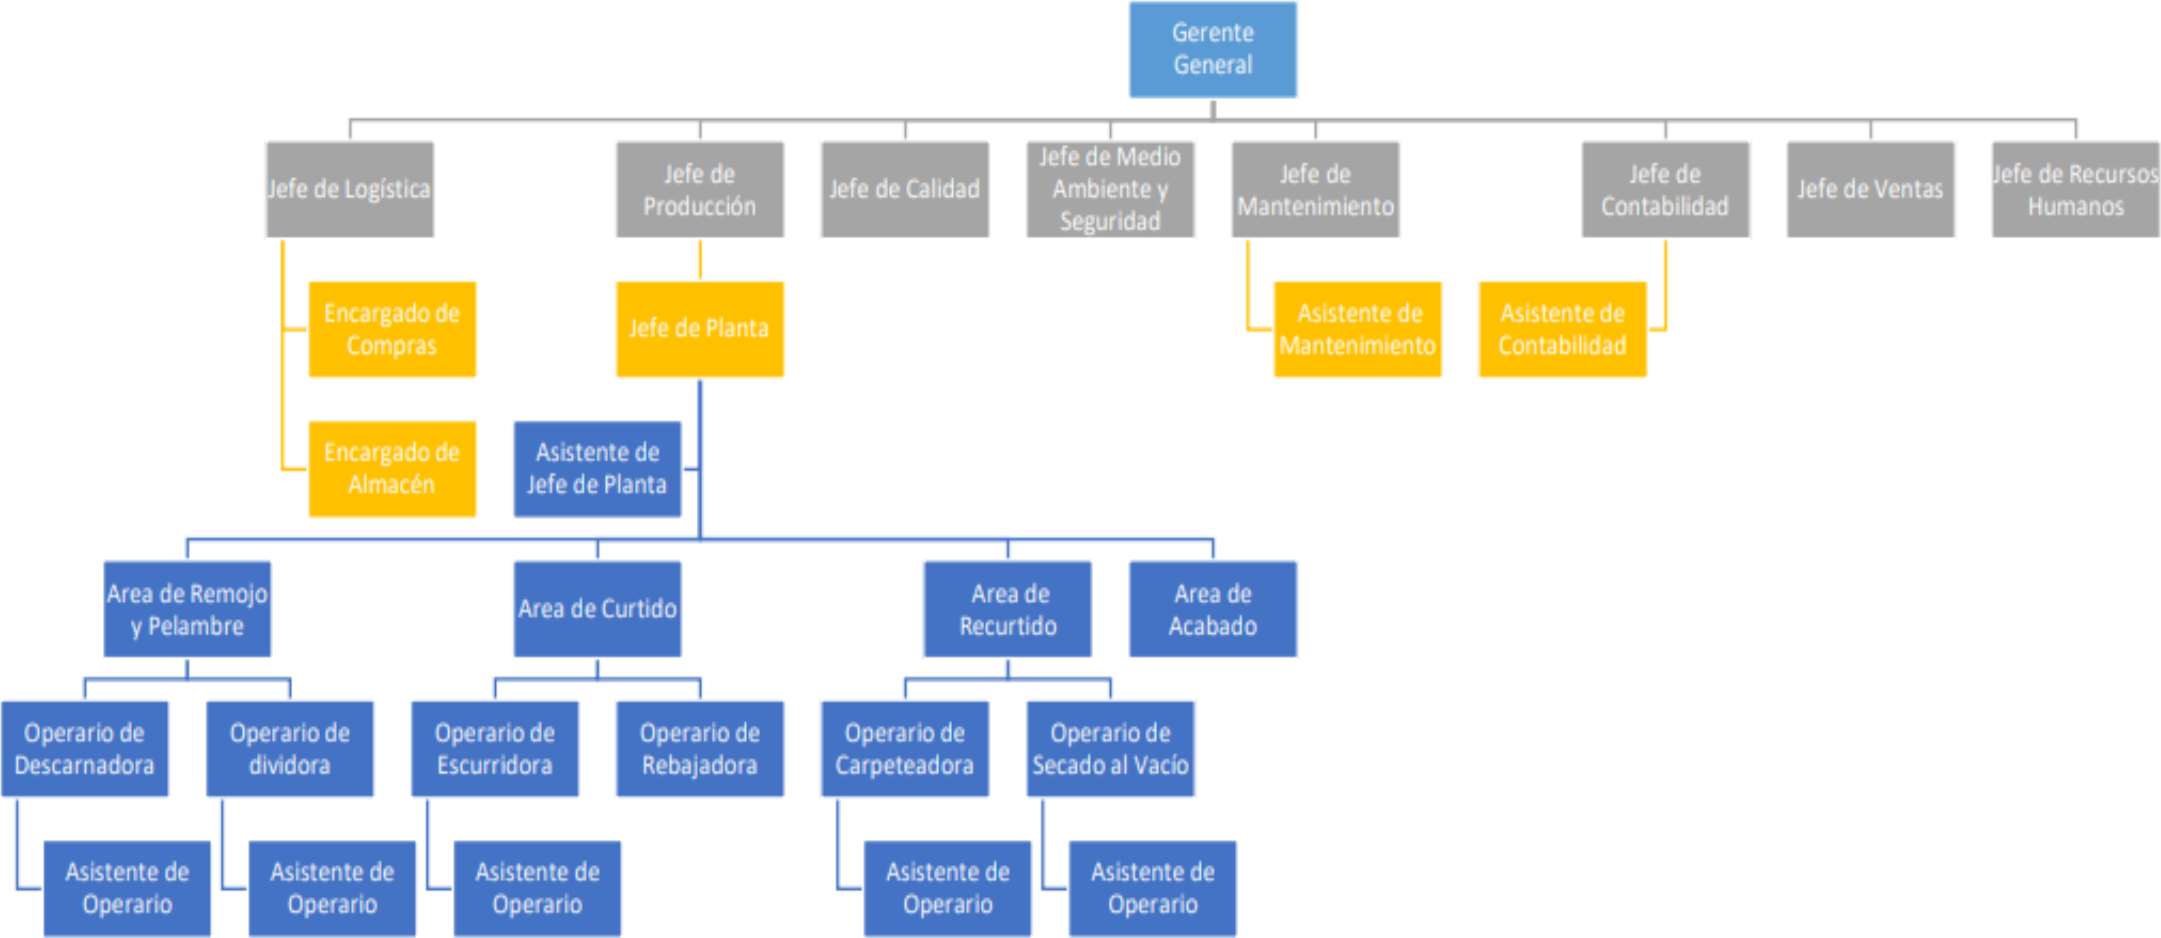 Gerente
General
Jefe de Logística
Jefe de
Producción
Jefe de Calidad
Jefe de Medio
Ambiente y
Seguridad
Jefe de
Mantenimiento
Jefe de
Contabilidad
Jefe de Ventas
Jefe de Recursos
Humanos
Encargado de
Compras
Jefe de Planta
Asistente de
Mantenimiento
Asistente de
Contabilidad
Encargado de
Almacén
Asistente de
Jefe de Planta
Area de Remojo
y Pelambre
Area de Curtido
Area de
Recurtido
Area de
Acabado
Operario de
Descarnadora
Operario de
dividora
Operario de
Escurridora
Operario de
Rebajadora
Operario de
Carpeteadora
Operario de
Secado al Vacío
Asistente de
Operario
Asistente de
Operario
Asistente de
Operario
Asistente de
Operario
Asistente de
Operario